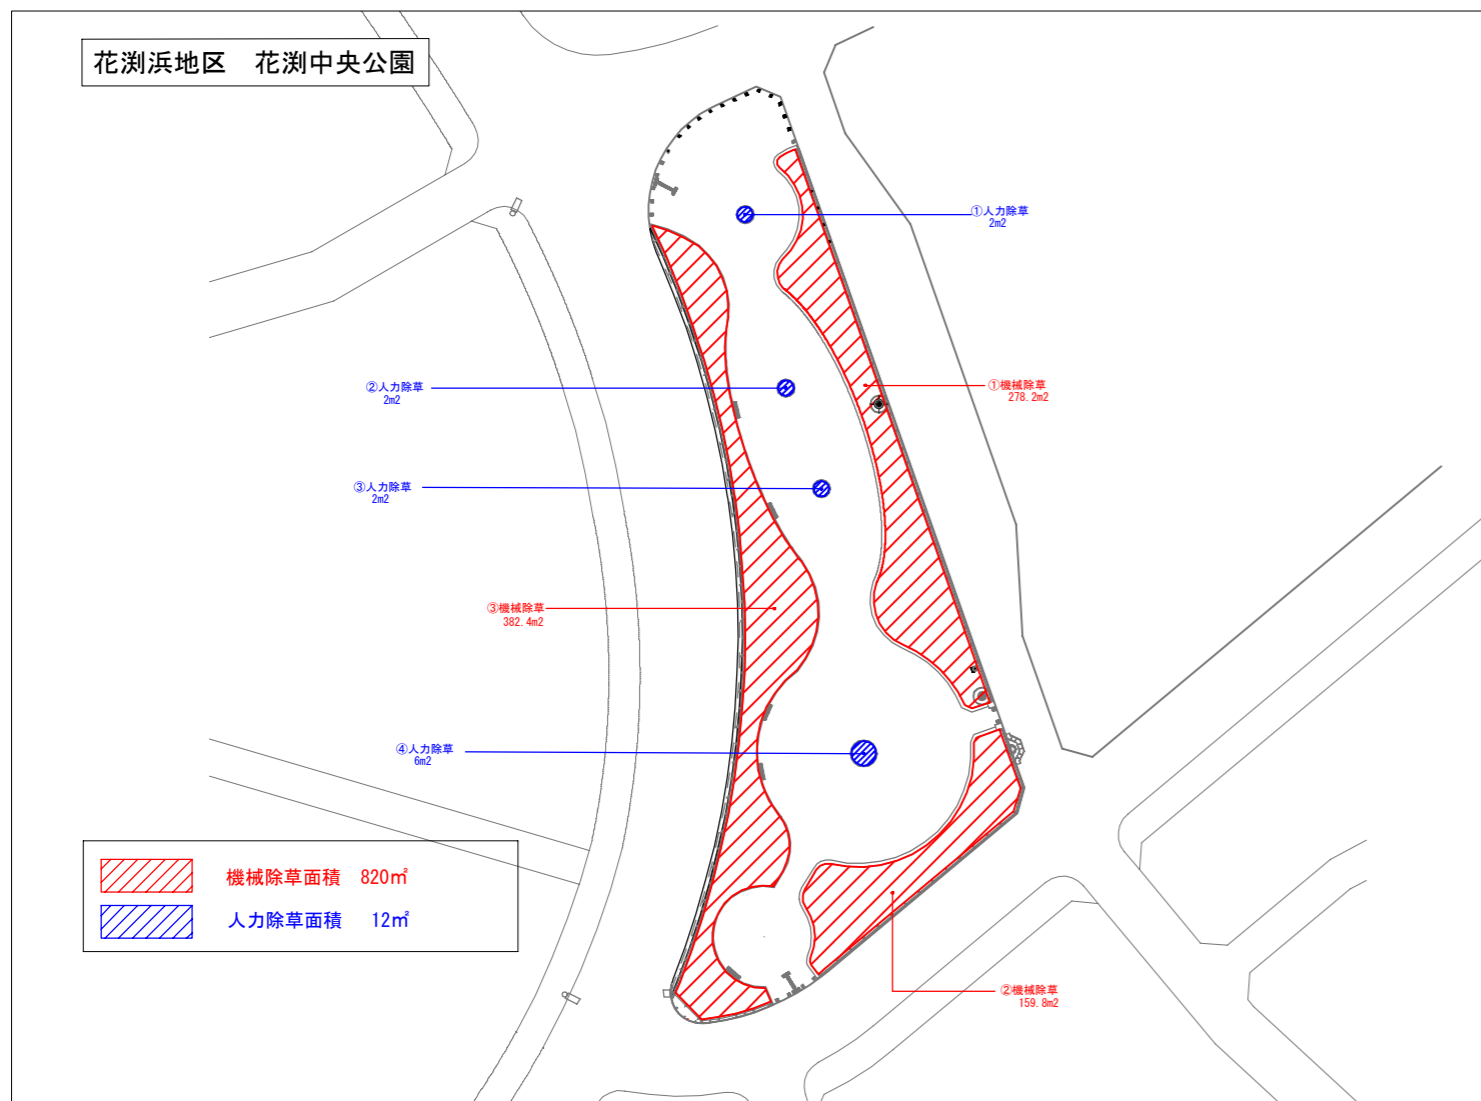 花渕浜地区　花渕中央公園
①人力除草
2m2
②人力除草
2m2
①機械除草
278.2m2
③人力除草
2m2
③機械除草
382.4m2
④人力除草
6m2
機械除草面積　820㎡
人力除草面積　12㎡
②機械除草
159.8m2